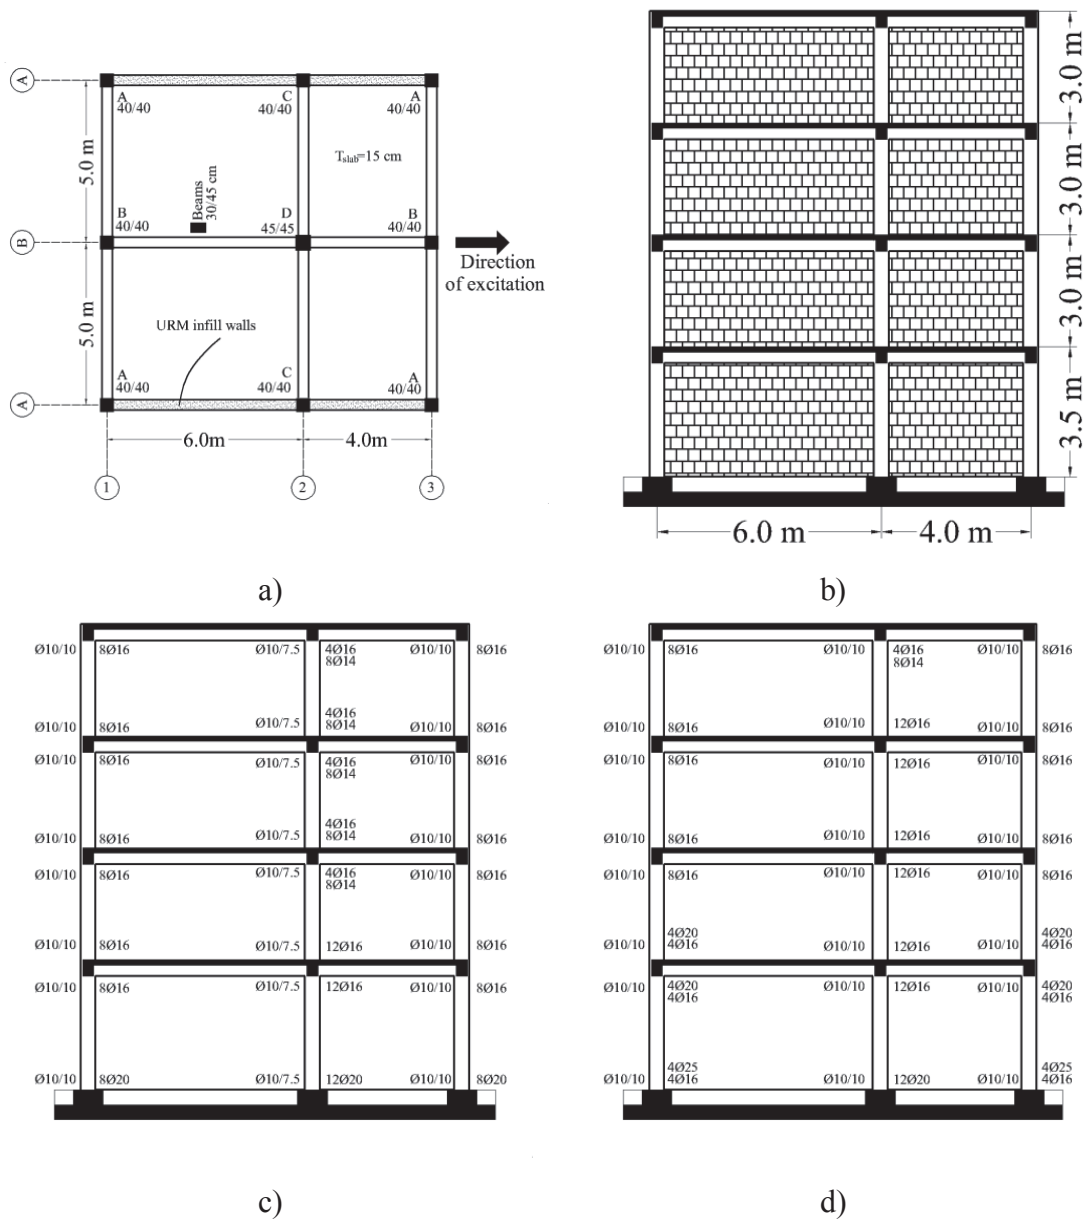 A
A
C
A
40/40
40/40
40/40
5.0 m
Tslab=15 cm
Beams
30/45 cm
B
D
B
40/40
45/45
40/40
B
Direction
of excitation
5.0 m
URM infill walls
A
C
A
40/40
40/40
40/40
A
6.0m
4.0m
1
2
3
a)
3.0 m
3.0 m
3.0 m
3.5 m
6.0 m
4.0 m
b)
Ø10/10
8Ø16
Ø10/7.5
4Ø16
8Ø14
Ø10/10
8Ø16
Ø10/10
8Ø16
Ø10/7.5
4Ø16
8Ø14
Ø10/10
8Ø16
Ø10/10
8Ø16
Ø10/7.5
4Ø16
8Ø14
Ø10/10
8Ø16
Ø10/10
8Ø16
Ø10/7.5
4Ø16
8Ø14
Ø10/10
8Ø16
Ø10/10
8Ø16
Ø10/7.5
4Ø16
8Ø14
Ø10/10
8Ø16
Ø10/10
8Ø16
Ø10/7.5
12Ø16
Ø10/10
8Ø16
Ø10/10
8Ø16
Ø10/7.5
12Ø16
Ø10/10
8Ø16
Ø10/10
8Ø20
Ø10/7.5
12Ø20
Ø10/10
8Ø20
c)
Ø10/10
8Ø16
Ø10/10
4Ø16
8Ø14
Ø10/10
8Ø16
Ø10/10
8Ø16
Ø10/10
12Ø16
Ø10/10
8Ø16
Ø10/10
8Ø16
Ø10/10
12Ø16
Ø10/10
8Ø16
Ø10/10
8Ø16
Ø10/10
12Ø16
Ø10/10
8Ø16
Ø10/10
8Ø16
Ø10/10
12Ø16
Ø10/10
8Ø16
Ø10/10
4Ø20
4Ø16
Ø10/10
12Ø16
Ø10/10
4Ø20
4Ø16
Ø10/10
4Ø20
4Ø16
Ø10/10
12Ø16
Ø10/10
4Ø20
4Ø16
Ø10/10
4Ø25
4Ø16
Ø10/10
12Ø20
Ø10/10
4Ø25
4Ø16
d)